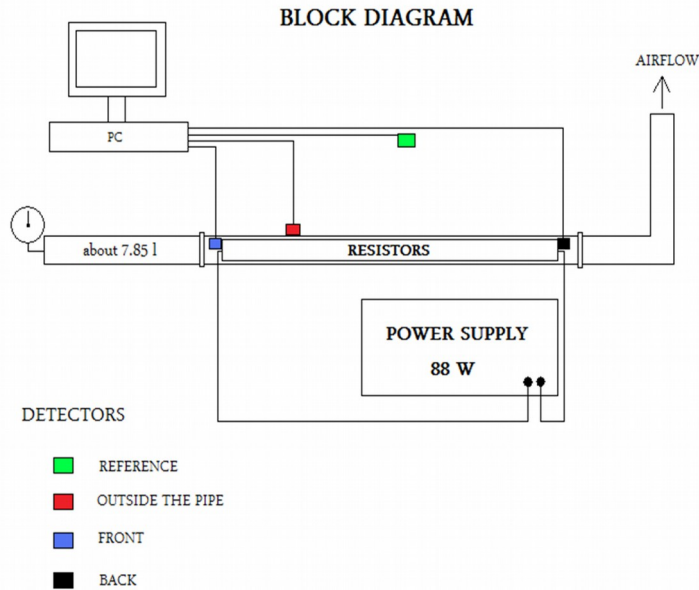 BLOCK DIAGRAM
AIRFLOW
PC
about 7.85 l
RESISTORS
POWER SUPPLY
88 W
DETECTORS
REFERENCE
OUTSIDE THE PIPE
FRONT
BACK